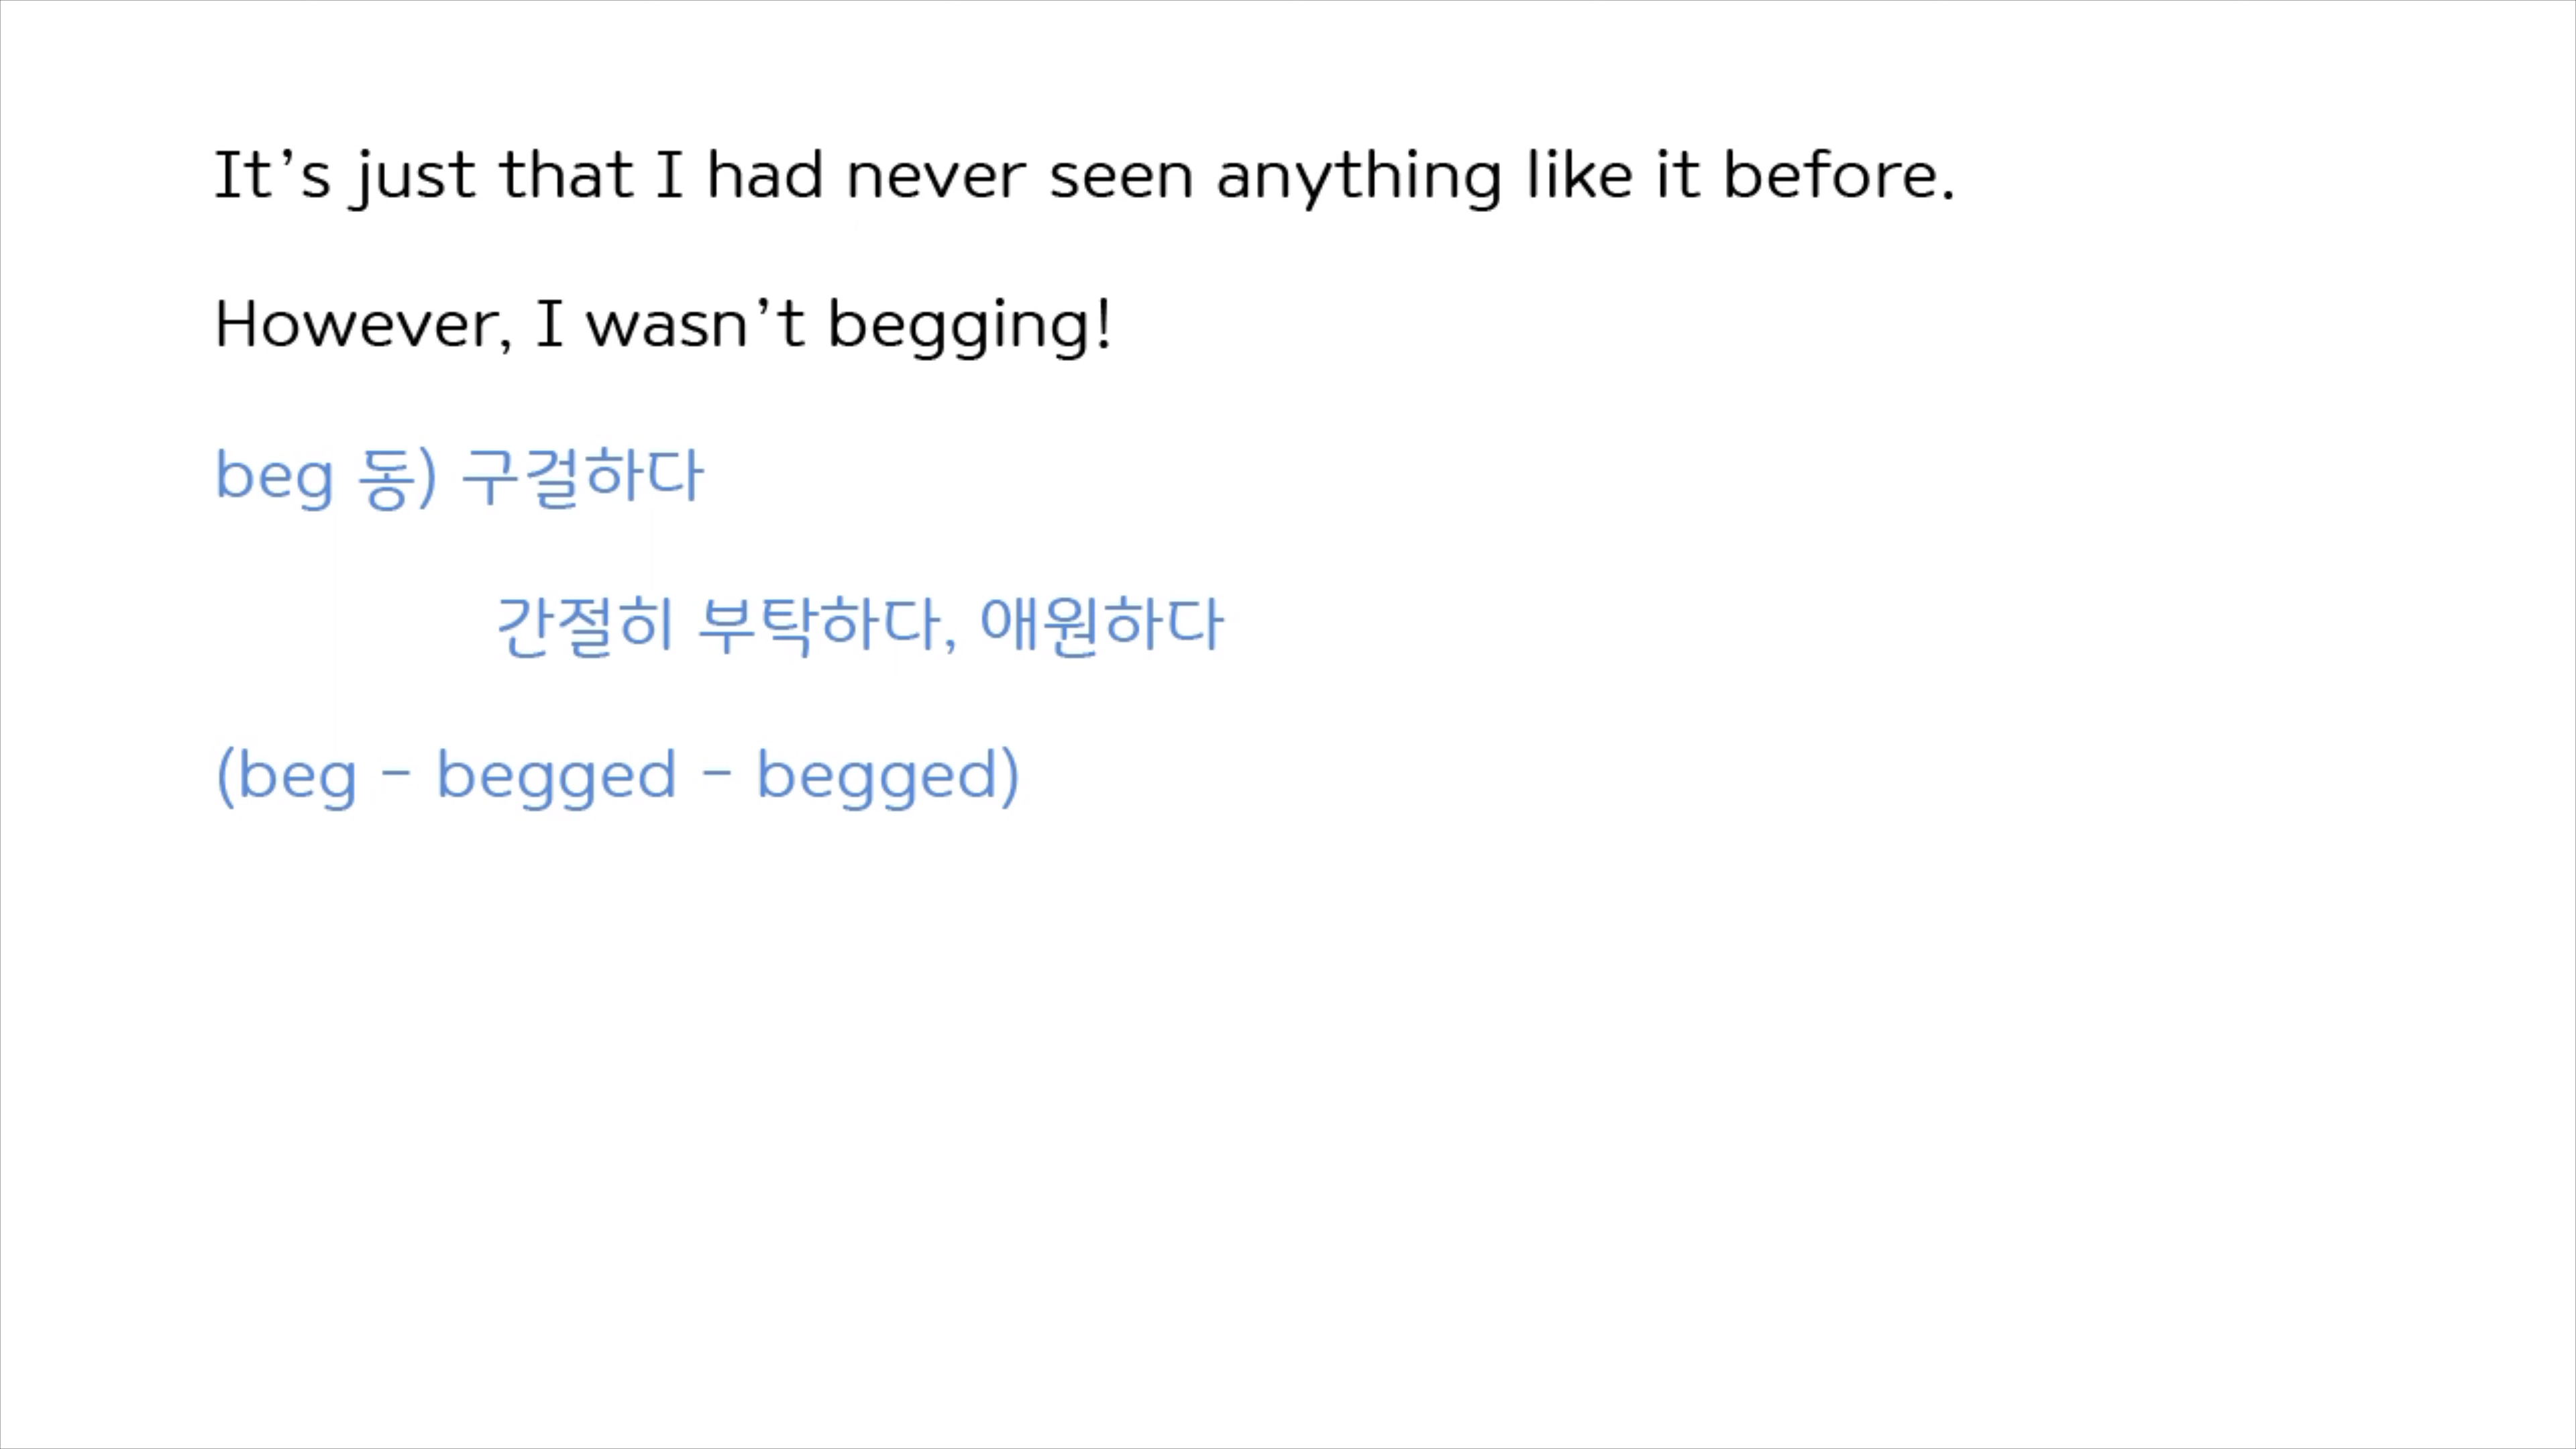 It’s just that I had never seen anything like it before.
However, I wasn’t begging!
beg 동) 구걸하다
간절히 부탁하다, 애원하다
(beg - begged - begged)